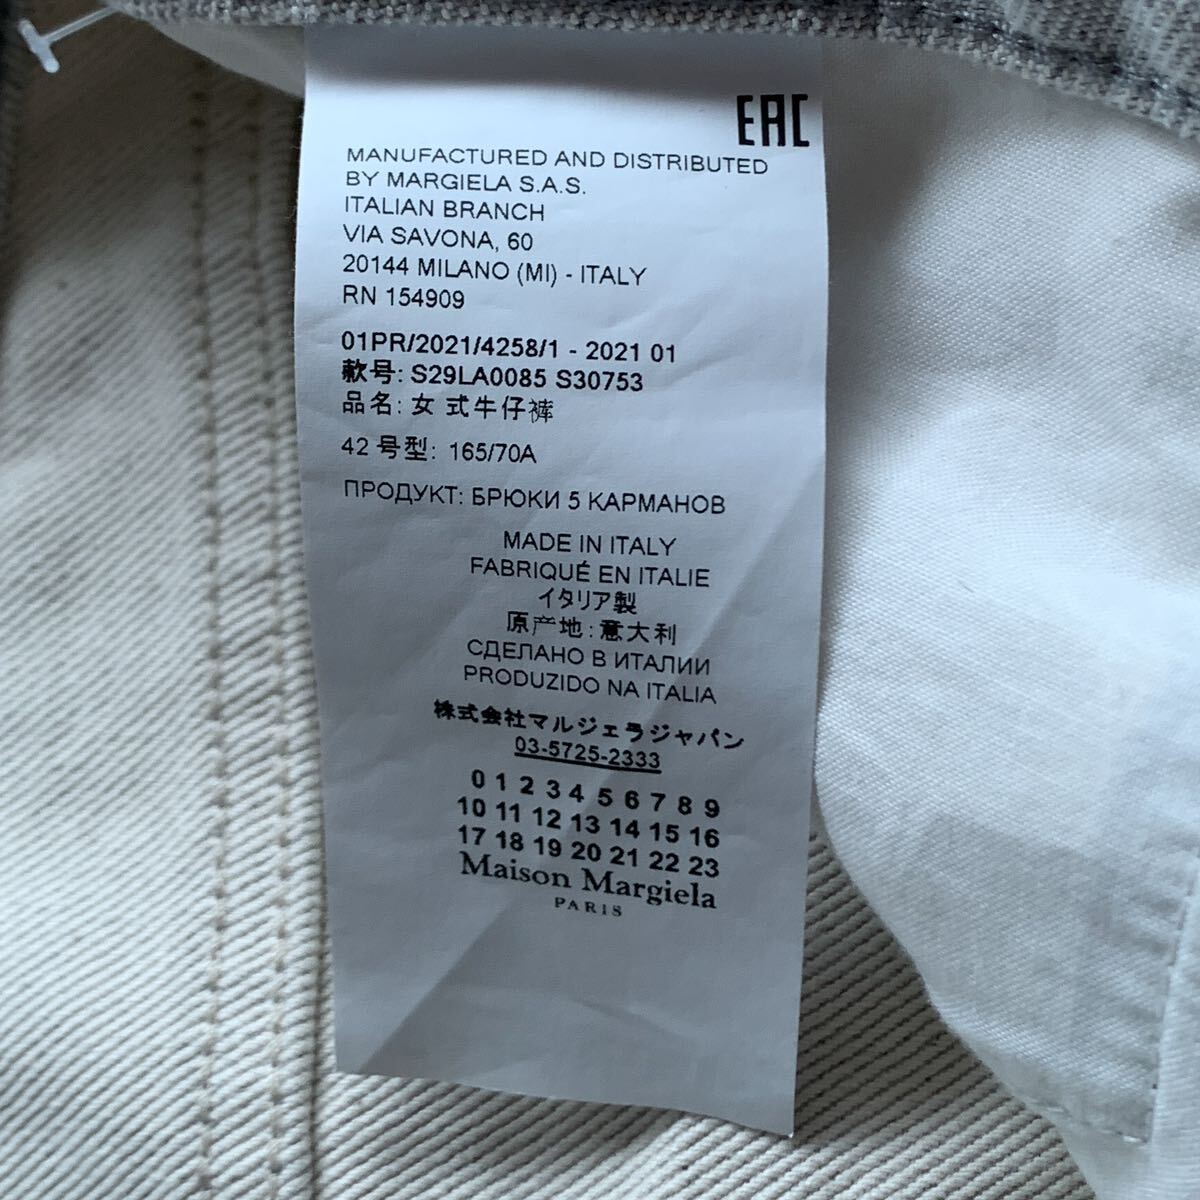 EAC
MANUFACTURED AND DISTRIBUTED
BY MARGIELA S.A.S.
ITALIAN BRANCH
VIA SAVONA, 60
20144 MILANO (MI) - ITALY
RN 154909
01PR/2021/4258/1 - 2021 01
款号: S29LA0085 S30753
品名: 女 式牛仔裤
42 号型: 165/70A
ПРОДУКТ: БРЮКИ 5 КАРМАНОВ
MADE IN ITALY
FABRIQUÉ EN ITALIE
イタリア製
原产地: 意大利
СДЕЛАНО В ИТАЛИИ
PRODUZIDO NA ITALIA
株式会社マルジェラジャパン
03-5725-2333
0 1 2 3 4 5 6 7 8 9
10 11 12 13 14 15 16
17 18 19 20 21 22 23
Maison Margiela
PARIS